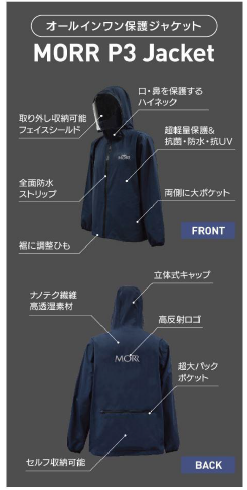 オールインワン保護ジャケット
MORR P3 Jacket
口・鼻を保護する
ハイネック
取り外し収納可能
フェイスシールド
超軽量保護&
抗菌・防水・抗UV
全面防水
ストリップ
両側に大ポケット
MORR
裾に調整ひも
FRONT
立体式キャップ
ナノテク繊維
高透湿素材
高反射ロゴ
MORR
超大バック
ポケット
セルフ収納可能
BACK